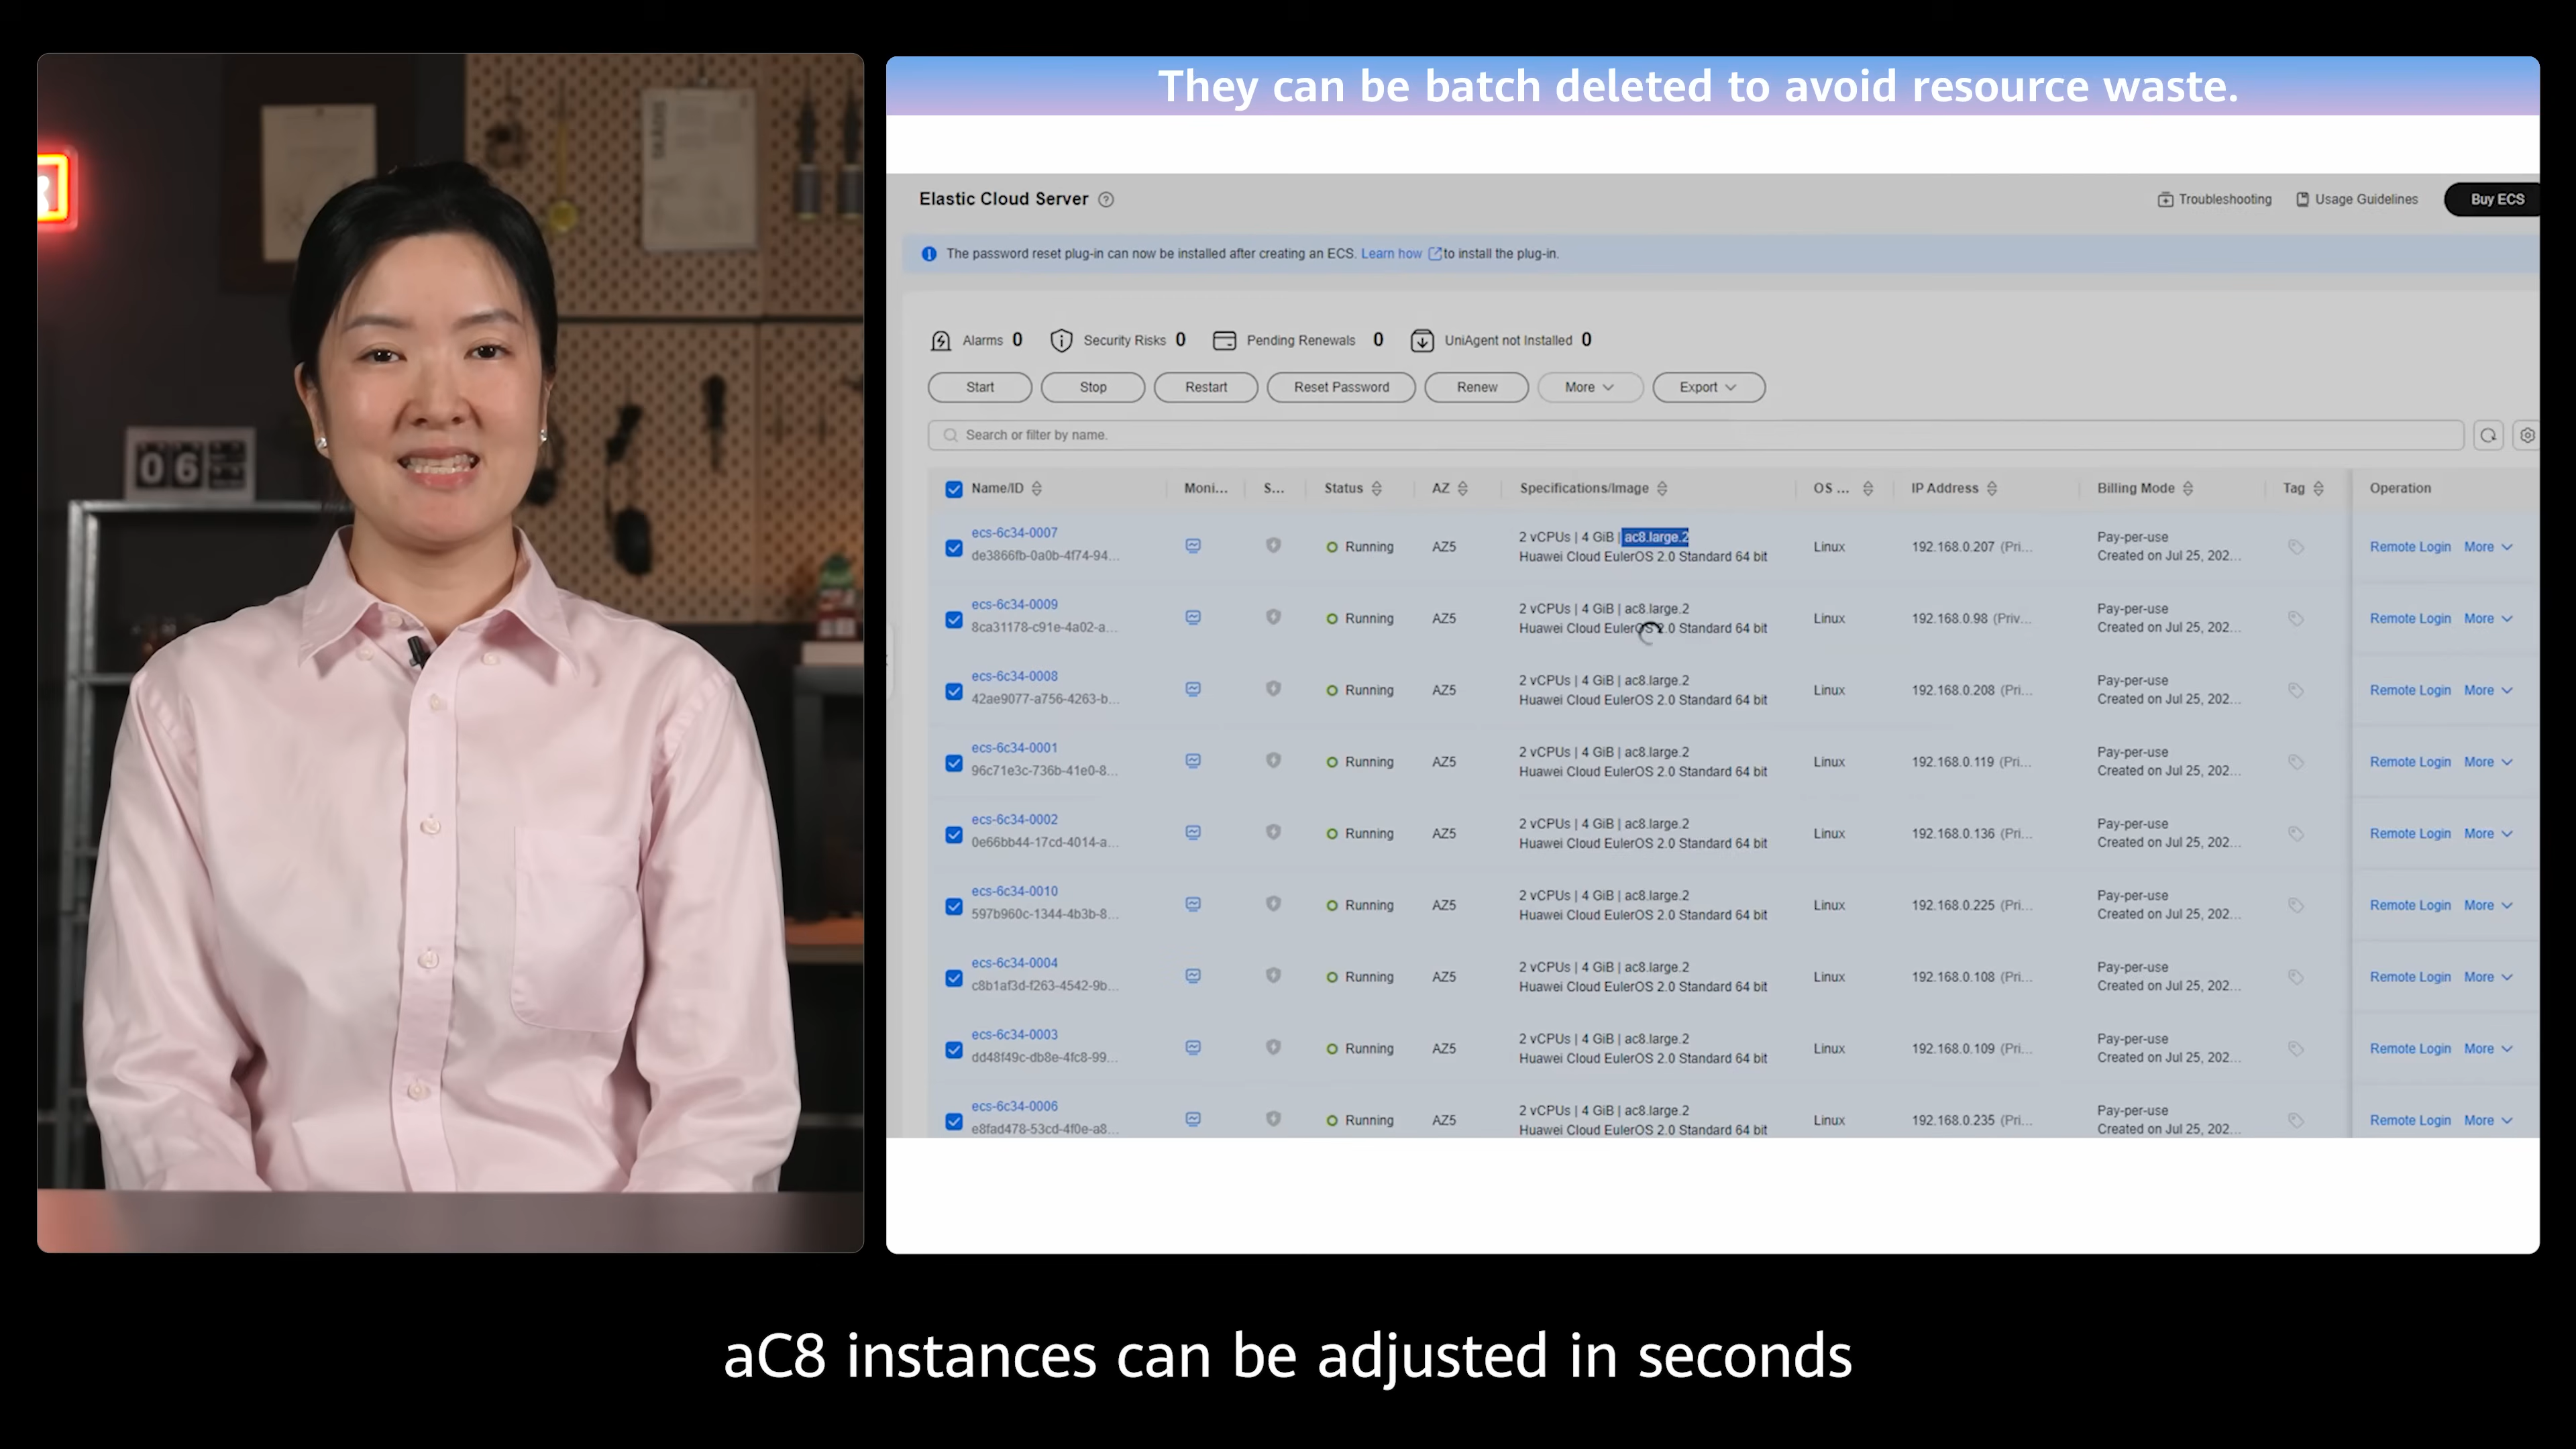 They can be batch deleted to avoid resource waste.
Elastic Cloud Server
Troubleshooting Usage Guidelines Buy ECS
The password reset plug-in can now be installed after creating an ECS. Learn how to install the plug-in.
Alarms 0 Security Risks 0 Pending Renewals 0 UniAgent not Installed 0
Start Stop Restart Reset Password Renew More Export
Search or filter by name.
Name/ID Moni... S... Status AZ Specifications/Image OS ... IP Address Billing Mode Tag Operation
ecs-6c34-0007 2 vCPUs | 4 GiB | ac8.large.2 Pay-per-use
de3866fb-0a0b-4f74-94... Running AZ5 Huawei Cloud EulerOS 2.0 Standard 64 bit Linux 192.168.0.207 (Pri... Created on Jul 25, 202... Remote Login More
ecs-6c34-0009 2 vCPUs | 4 GiB | ac8.large.2 Pay-per-use
8ca31178-c91e-4a02-a... Running AZ5 Huawei Cloud EulerOS 2.0 Standard 64 bit Linux 192.168.0.98 (Priv... Created on Jul 25, 202... Remote Login More
ecs-6c34-0008 2 vCPUs | 4 GiB | ac8.large.2 Pay-per-use
42ae9077-a756-4263-b... Running AZ5 Huawei Cloud EulerOS 2.0 Standard 64 bit Linux 192.168.0.208 (Pri... Created on Jul 25, 202... Remote Login More
ecs-6c34-0001 2 vCPUs | 4 GiB | ac8.large.2 Pay-per-use
96c71e3c-736b-41e0-8... Running AZ5 Huawei Cloud EulerOS 2.0 Standard 64 bit Linux 192.168.0.119 (Pri... Created on Jul 25, 202... Remote Login More
ecs-6c34-0002 2 vCPUs | 4 GiB | ac8.large.2 Pay-per-use
0e66bb44-17cd-4014-a... Running AZ5 Huawei Cloud EulerOS 2.0 Standard 64 bit Linux 192.168.0.136 (Pri... Created on Jul 25, 202... Remote Login More
ecs-6c34-0010 2 vCPUs | 4 GiB | ac8.large.2 Pay-per-use
597b960c-1344-4b3b-8... Running AZ5 Huawei Cloud EulerOS 2.0 Standard 64 bit Linux 192.168.0.225 (Pri... Created on Jul 25, 202... Remote Login More
ecs-6c34-0004 2 vCPUs | 4 GiB | ac8.large.2 Pay-per-use
c8b1af3d-f263-4542-9b... Running AZ5 Huawei Cloud EulerOS 2.0 Standard 64 bit Linux 192.168.0.108 (Pri... Created on Jul 25, 202... Remote Login More
ecs-6c34-0003 2 vCPUs | 4 GiB | ac8.large.2 Pay-per-use
dd48f49c-db8e-4fc8-99... Running AZ5 Huawei Cloud EulerOS 2.0 Standard 64 bit Linux 192.168.0.109 (Pri... Created on Jul 25, 202... Remote Login More
ecs-6c34-0006 2 vCPUs | 4 GiB | ac8.large.2 Pay-per-use
e8fad478-53cd-4f0e-a8... Running AZ5 Huawei Cloud EulerOS 2.0 Standard 64 bit Linux 192.168.0.235 (Pri... Created on Jul 25, 202... Remote Login More
06
aC8 instances can be adjusted in seconds